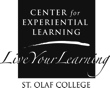 CENTER for
EXPERIENTIAL
LEARNING
Live Your Learning
ST. OLAF COLLEGE